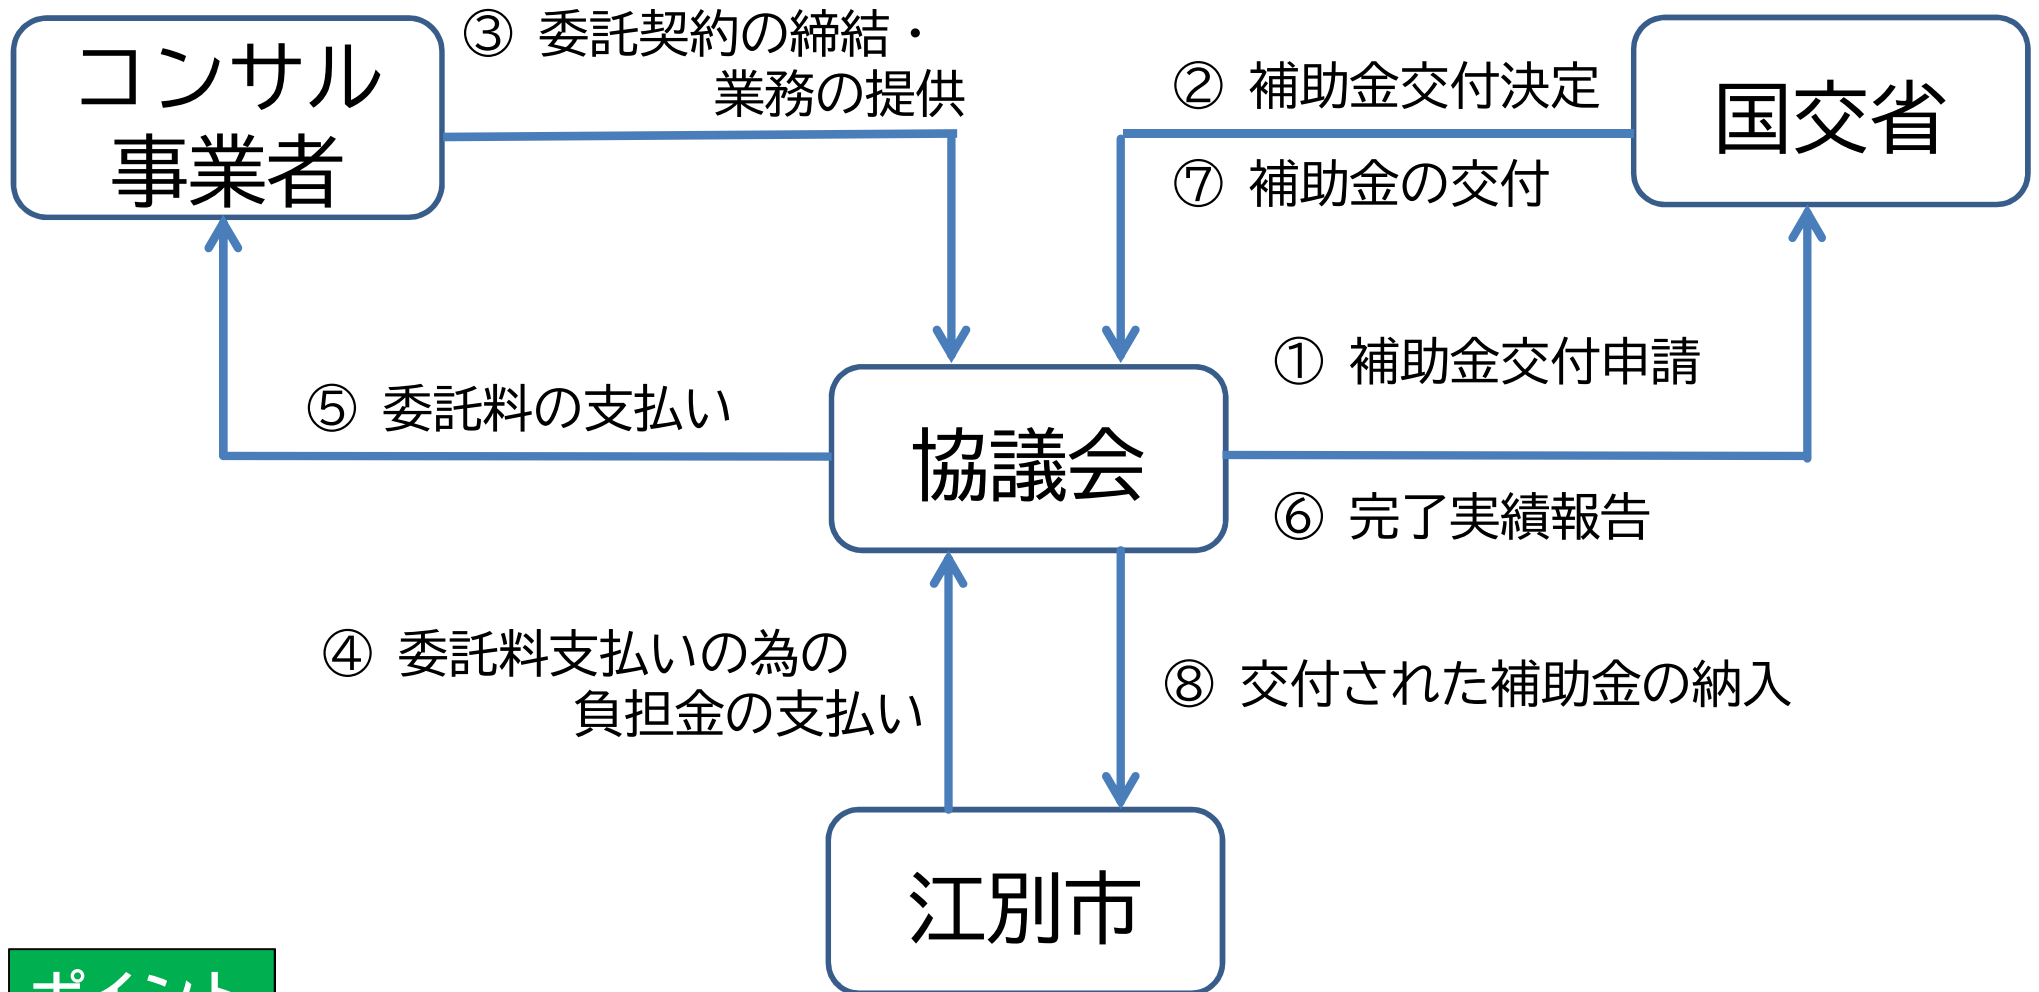 コンサル
事業者
③ 委託契約の締結・
業務の提供
② 補助金交付決定
⑦ 補助金の交付
国交省
① 補助金交付申請
⑤ 委託料の支払い
協議会
⑥ 完了実績報告
④ 委託料支払いの為の
負担金の支払い
⑧ 交付された補助金の納入
江別市
ポイント